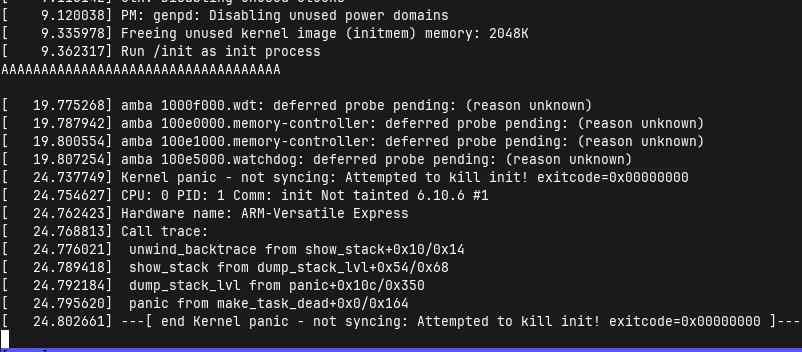 [    9.120038] PM: genpd: Disabling unused power domains
[    9.335978] Freeing unused kernel image (initmem) memory: 2048K
[    9.362317] Run /init as init process
AAAAAAAAAAAAAAAAAAAAAAAAAAAAAAAAAAA
[   19.775268] amba 1000f000.wdt: deferred probe pending: (reason unknown)
[   19.787942] amba 100e0000.memory-controller: deferred probe pending: (reason unknown)
[   19.800554] amba 100e1000.memory-controller: deferred probe pending: (reason unknown)
[   19.807254] amba 100e5000.watchdog: deferred probe pending: (reason unknown)
[   24.737749] Kernel panic - not syncing: Attempted to kill init! exitcode=0x00000000
[   24.754627] CPU: 0 PID: 1 Comm: init Not tainted 6.10.6 #1
[   24.762423] Hardware name: ARM-Versatile Express
[   24.768813] Call trace:
[   24.776021]  unwind_backtrace from show_stack+0x10/0x14
[   24.789418]  show_stack from dump_stack_lvl+0x54/0x68
[   24.792184]  dump_stack_lvl from panic+0x10c/0x350
[   24.795620]  panic from make_task_dead+0x0/0x164
[   24.802661] ---[ end Kernel panic - not syncing: Attempted to kill init! exitcode=0x00000000 ]---